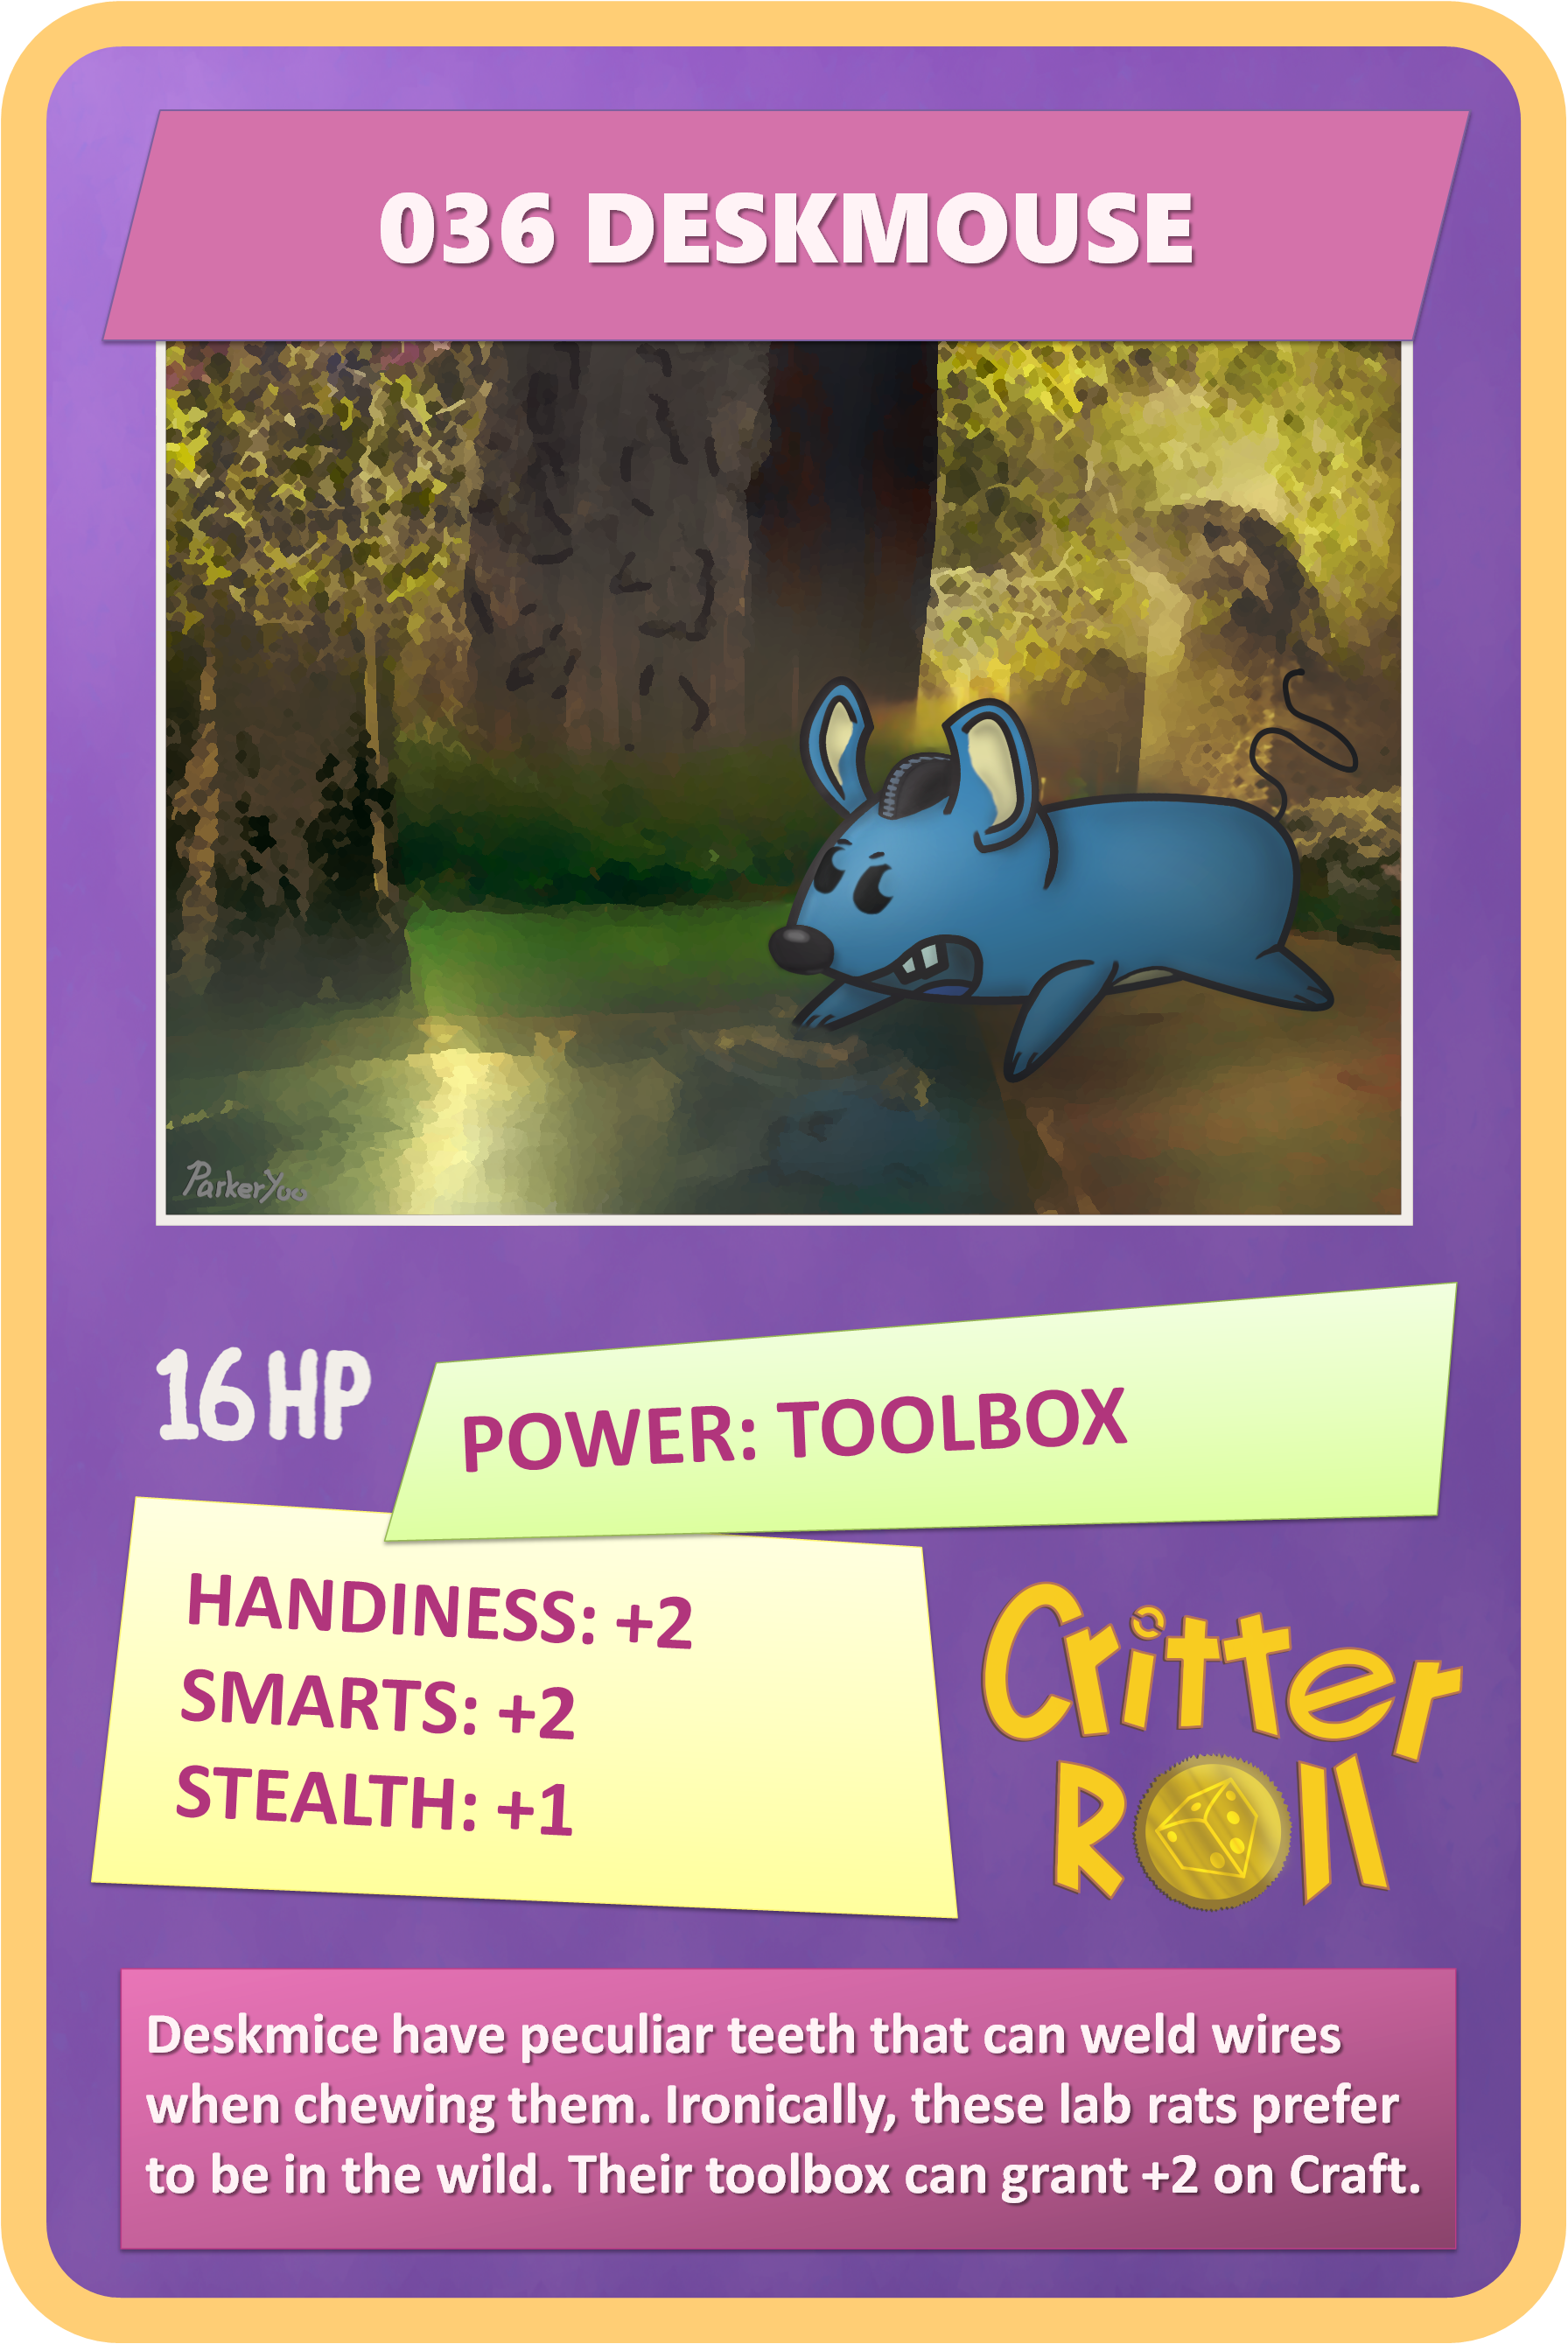 036 DESKMOUSE
ParkerYuu
16 HP
POWER: TOOLBOX
HANDINESS: +2
SMARTS: +2
STEALTH: +1
Critter
Roll
Deskmice have peculiar teeth that can weld wires
when chewing them. Ironically, these lab rats prefer
to be in the wild. Their toolbox can grant +2 on Craft.